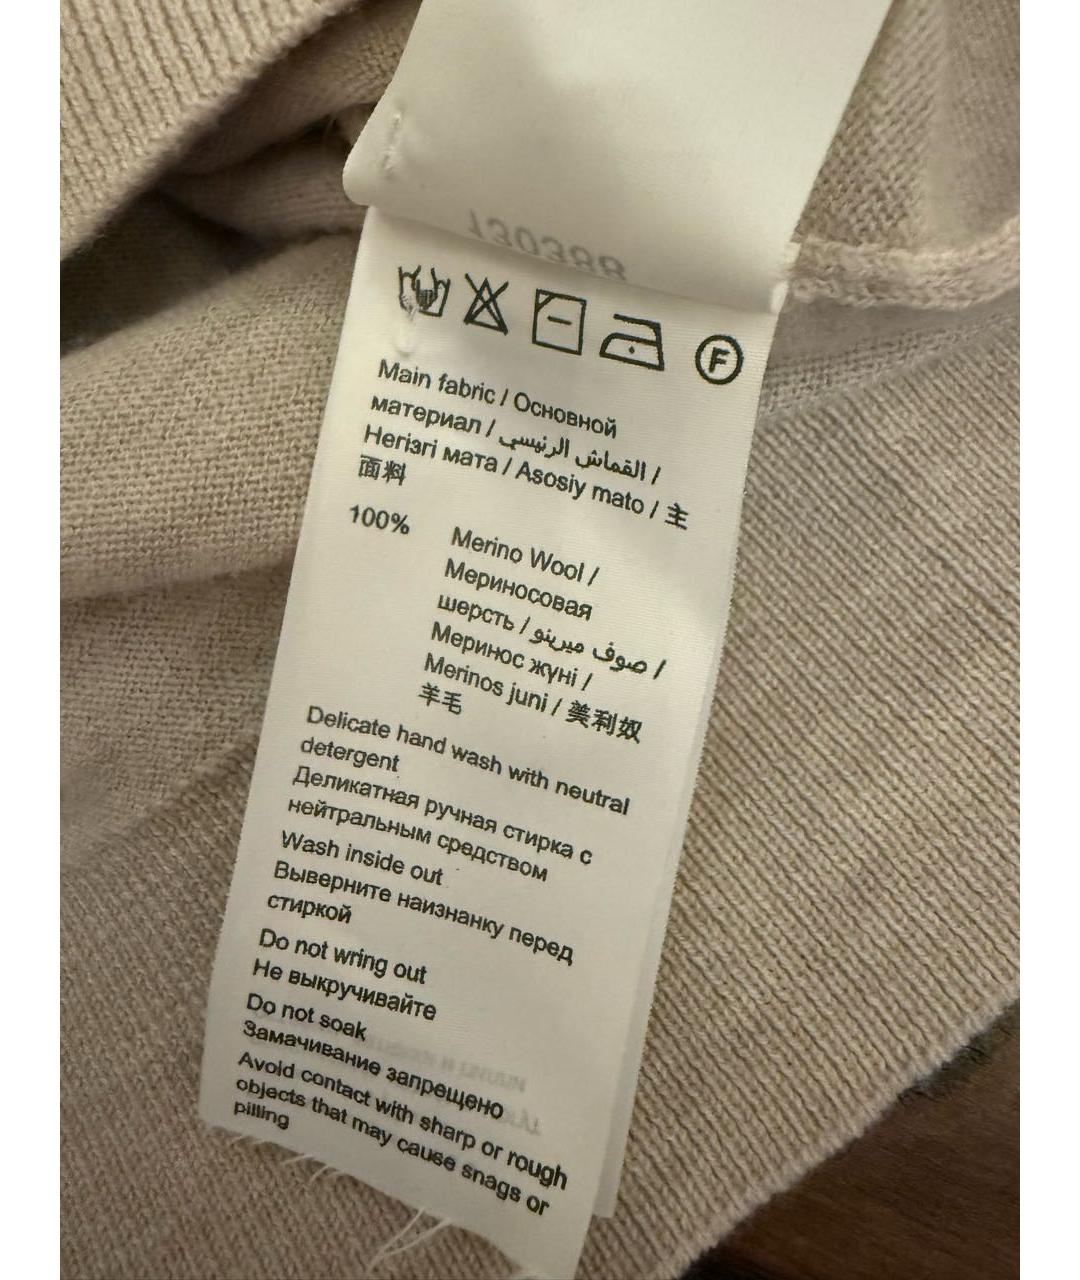 130388
F
Main fabric / Основной
материал / القماش الرئيسي /
Негізгі мата / Asosiy mato / 主
面料
100%
Merino Wool /
Мериносовая
шерсть / صوف ميرينو /
Меринос жүні /
Merinos juni / 美利奴
羊毛
Delicate hand wash with neutral
detergent
Деликатная ручная стирка с
нейтральным средством
Wash inside out
Выверните наизнанку перед
стиркой
Do not wring out
Не выкручивайте
Do not soak
Замачивание запрещено
Avoid contact with sharp or rough
objects that may cause snags or
pilling